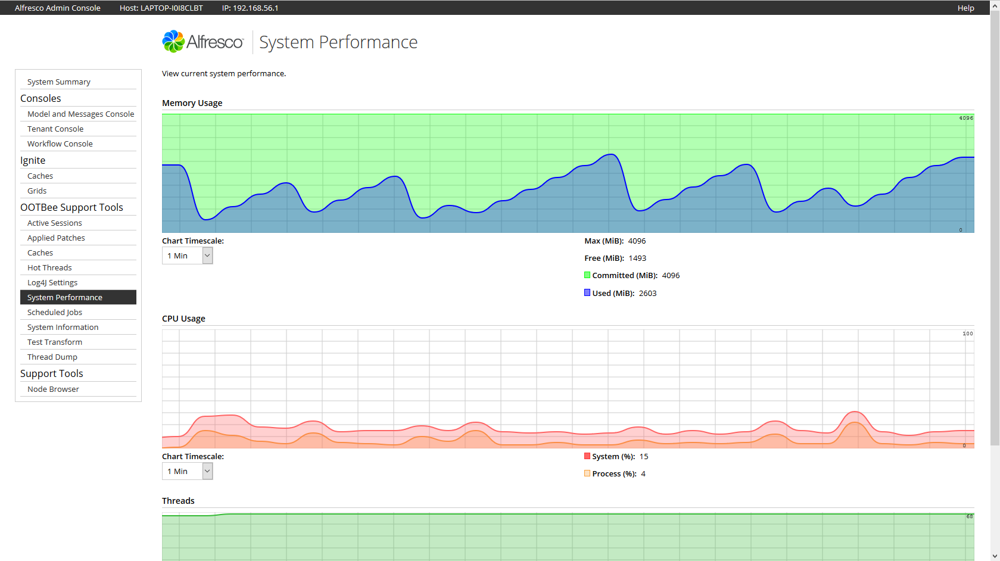 Alfresco Admin Console Host: LAPTOP-I0I8CLBT IP: 192.168.56.1 Help
Alfresco System Performance
View current system performance.
System Summary
Consoles
Model and Messages Console
Tenant Console
Workflow Console
Ignite
Caches
Grids
OOTBee Support Tools
Active Sessions
Applied Patches
Caches
Hot Threads
Log4J Settings
System Performance
Scheduled Jobs
System Information
Test Transform
Thread Dump
Support Tools
Node Browser
Memory Usage
4096
0
Chart Timescale:
1 Min
Max (MiB): 4096
Free (MiB): 1493
Committed (MiB): 4096
Used (MiB): 2603
CPU Usage
100
0
Chart Timescale:
1 Min
System (%): 15
Process (%): 4
Threads
68